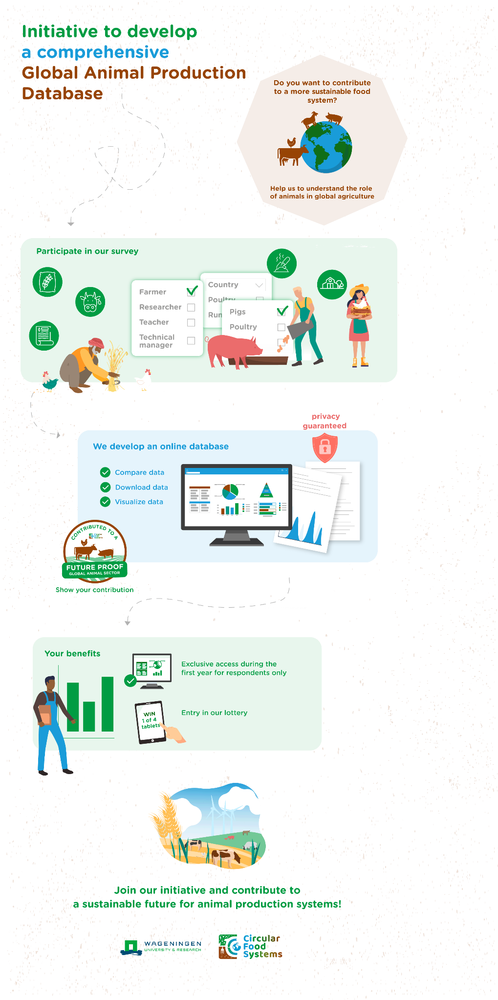 Initiative to develop
a comprehensive
Global Animal Production
Database
Do you want to contribute
to a more sustainable food
system?
Help us to understand the role
of animals in global agriculture
Participate in our survey
Farmer
Researcher
Teacher
Technical
manager
Country
Poultry
Run
Pigs
Poultry
privacy
guaranteed
We develop an online database
Compare data
Download data
Visualize data
CONTRIBUTED TO A
Circular
Food
Systems
FUTURE PROOF
GLOBAL ANIMAL SECTOR
Show your contribution
Your benefits
Exclusive access during the
first year for respondents only
WIN
1 of 4
tablets
Entry in our lottery
Join our initiative and contribute to
a sustainable future for animal production systems!
WAGENINGEN
UNIVERSITY & RESEARCH
Circular
Food
Systems